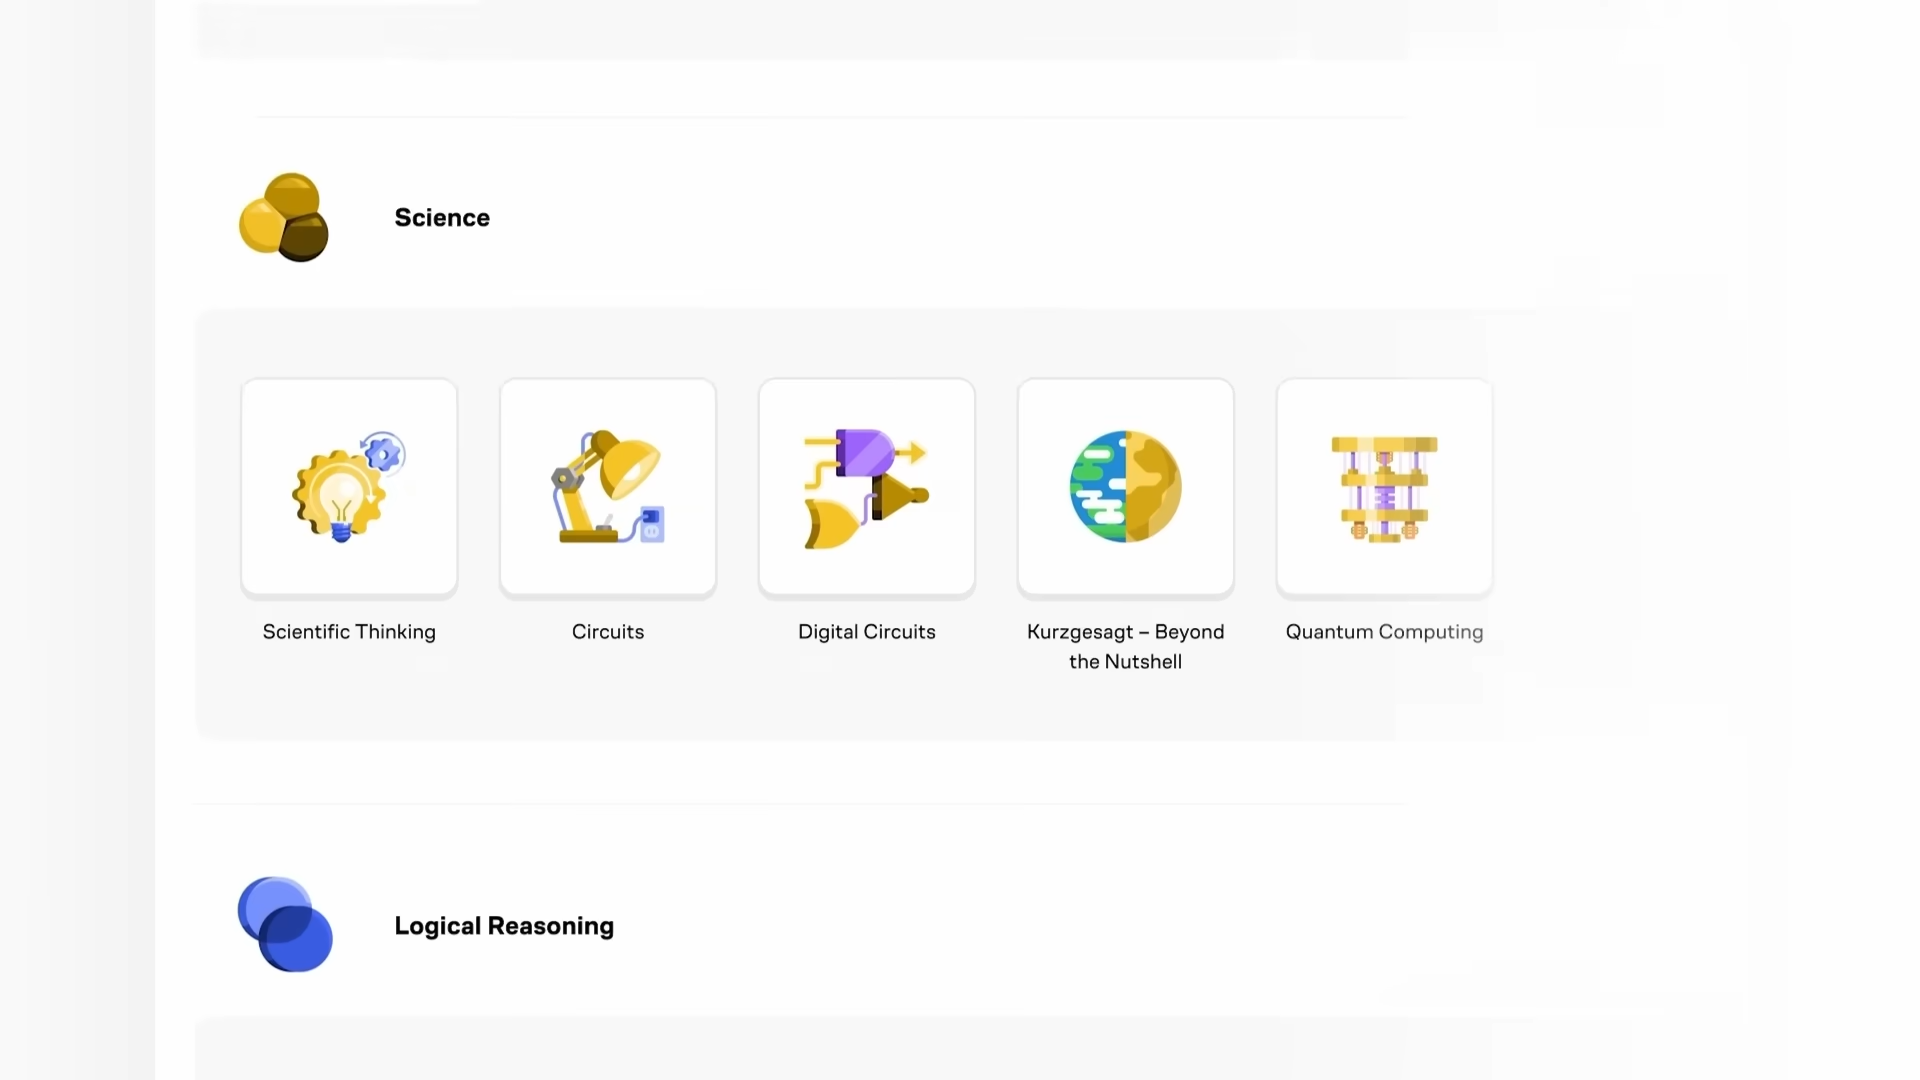 Science
Scientific Thinking
Circuits
Digital Circuits
Kurzgesagt – Beyond
the Nutshell
Quantum Computing
Logical Reasoning